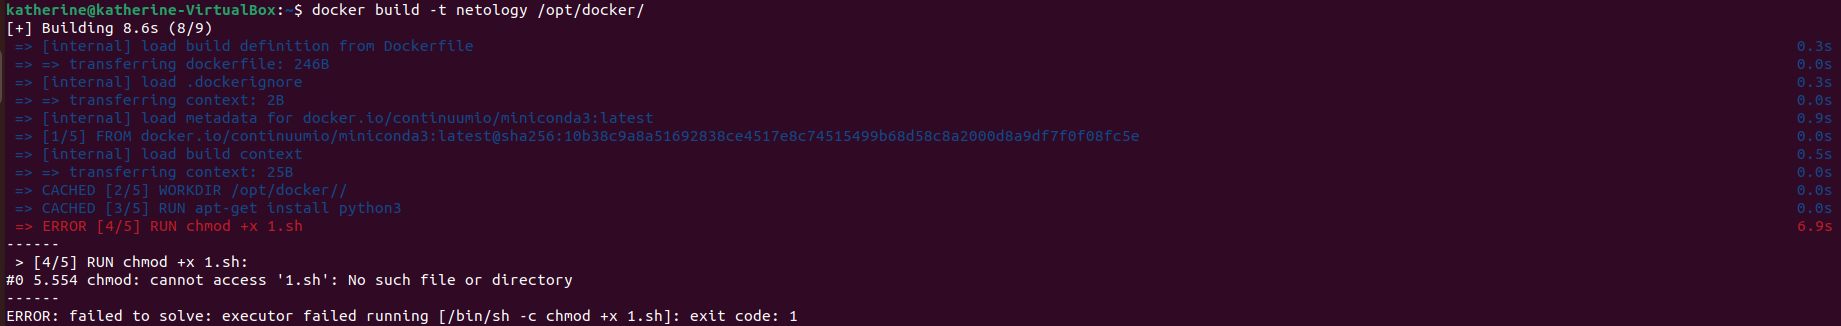 katherine@katherine-VirtualBox:~$ docker build -t netology /opt/docker/
[+] Building 8.6s (8/9)
=> [internal] load build definition from Dockerfile 0.3s
=> => transferring dockerfile: 246B 0.0s
=> [internal] load .dockerignore 0.3s
=> => transferring context: 2B 0.0s
=> [internal] load metadata for docker.io/continuumio/miniconda3:latest 0.9s
=> [1/5] FROM docker.io/continuumio/miniconda3:latest@sha256:10b38c9a8a51692838ce4517e8c74515499b68d58c8a2000d8a9df7f0f08fc5e 0.0s
=> [internal] load build context 0.5s
=> => transferring context: 25B 0.0s
=> CACHED [2/5] WORKDIR /opt/docker// 0.0s
=> CACHED [3/5] RUN apt-get install python3 0.0s
=> ERROR [4/5] RUN chmod +x 1.sh 6.9s
------
> [4/5] RUN chmod +x 1.sh:
#0 5.554 chmod: cannot access '1.sh': No such file or directory
------
ERROR: failed to solve: executor failed running [/bin/sh -c chmod +x 1.sh]: exit code: 1